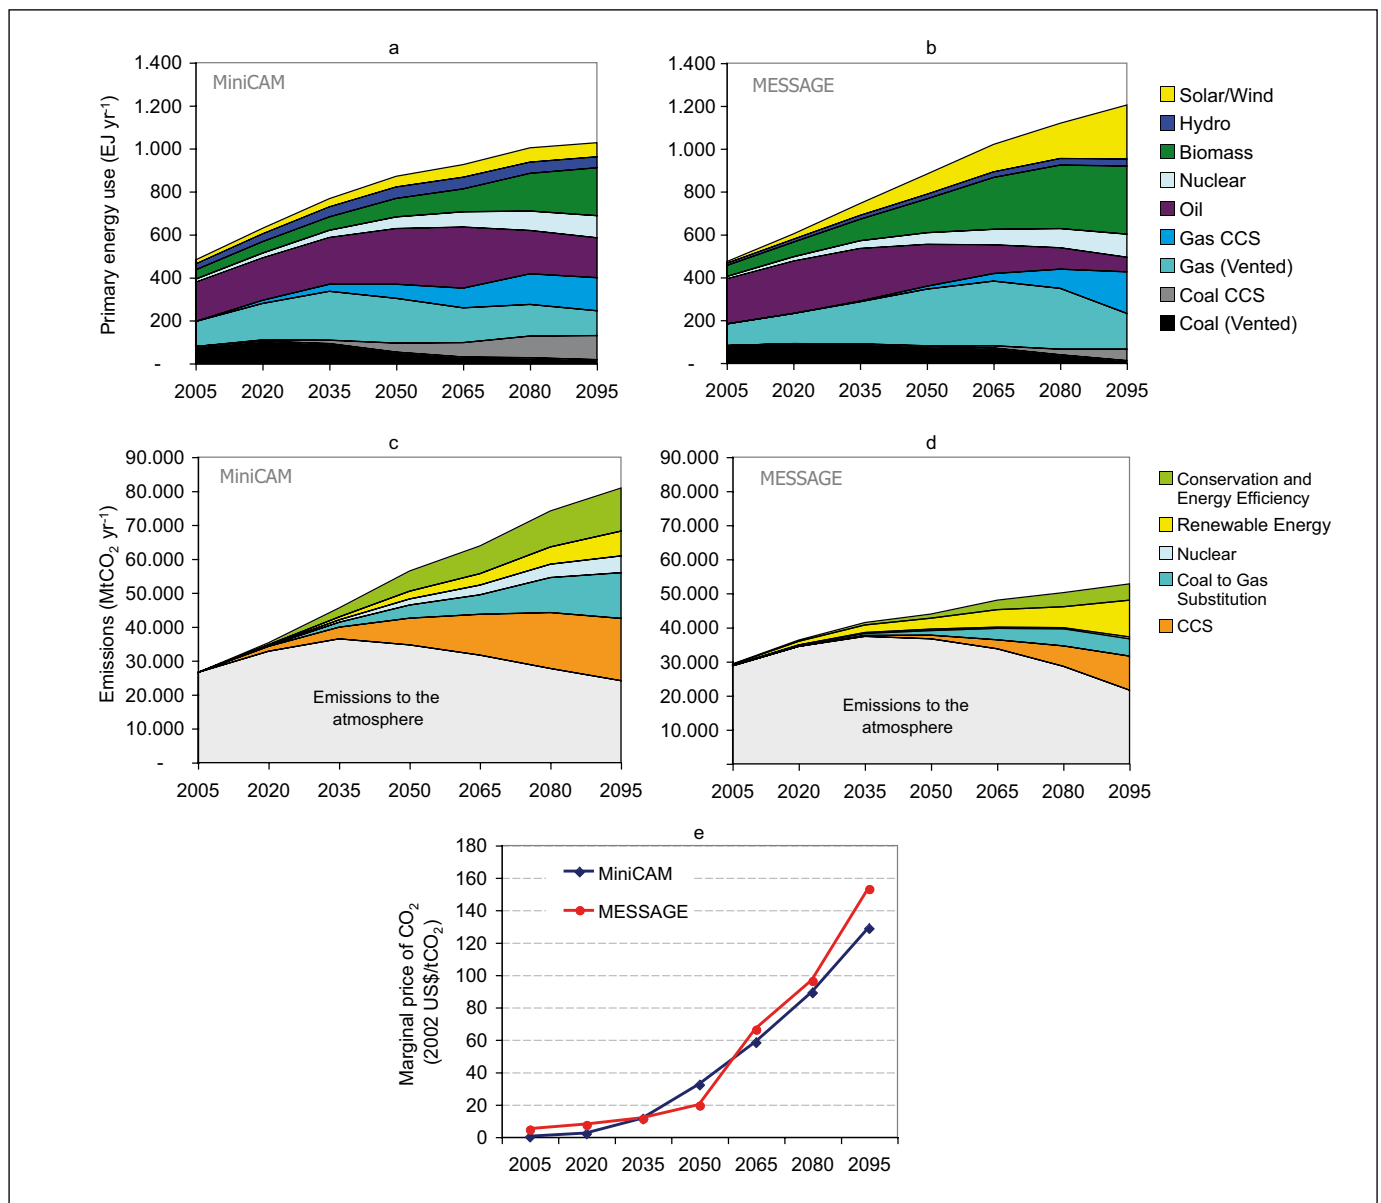 a
MiniCAM
Primary energy use (EJ yr-1)
1.400
1.200
1.000
800
600
400
200
-
2005 2020 2035 2050 2065 2080 2095
b
MESSAGE
1.400
1.200
1.000
800
600
400
200
-
2005 2020 2035 2050 2065 2080 2095
Solar/Wind
Hydro
Biomass
Nuclear
Oil
Gas CCS
Gas (Vented)
Coal CCS
Coal (Vented)
c
MiniCAM
Emissions (MtCO2 yr-1)
90.000
80.000
70.000
60.000
50.000
40.000
30.000
20.000
10.000
-
Emissions to the
atmosphere
2005 2020 2035 2050 2065 2080 2095
d
MESSAGE
90.000
80.000
70.000
60.000
50.000
40.000
30.000
20.000
10.000
Emissions to the
atmosphere
2005 2020 2035 2050 2065 2080 2095
Conservation and
Energy Efficiency
Renewable Energy
Nuclear
Coal to Gas
Substitution
CCS
e
Marginal price of CO2
(2002 US$/tCO2)
180
160
140
120
100
80
60
40
20
0
MiniCAM
MESSAGE
2005 2020 2035 2050 2065 2080 2095